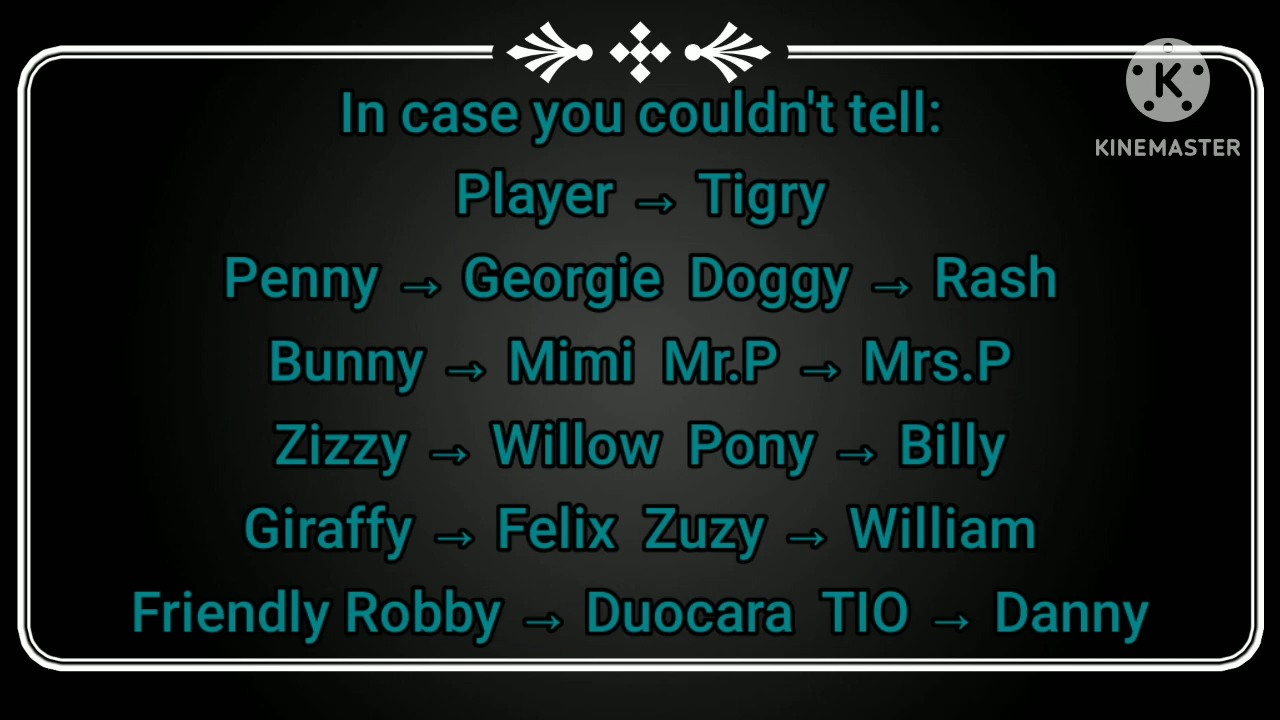 In case you couldn't tell:
Player → Tigry
Penny → Georgie  Doggy → Rash
Bunny → Mimi  Mr.P → Mrs.P
Zizzy → Willow  Pony → Billy
Giraffy → Felix  Zuzy → William
Friendly Robby → Duocara  TIO → Danny
K
KINEMASTER